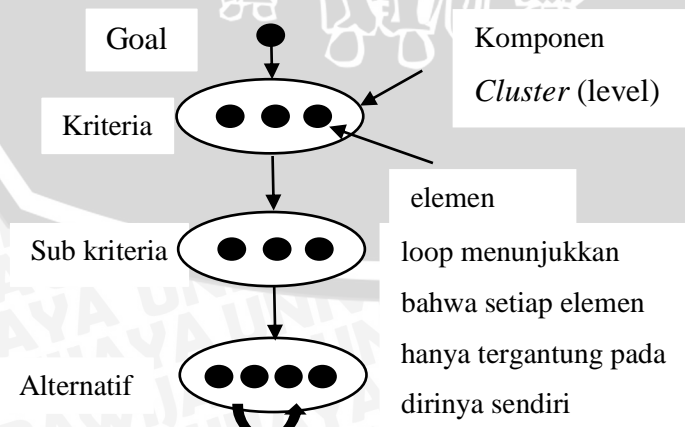 Goal
Komponen
Cluster (level)
Kriteria
elemen
Sub kriteria
loop menunjukkan
bahwa setiap elemen
hanya tergantung pada
dirinya sendiri
Alternatif